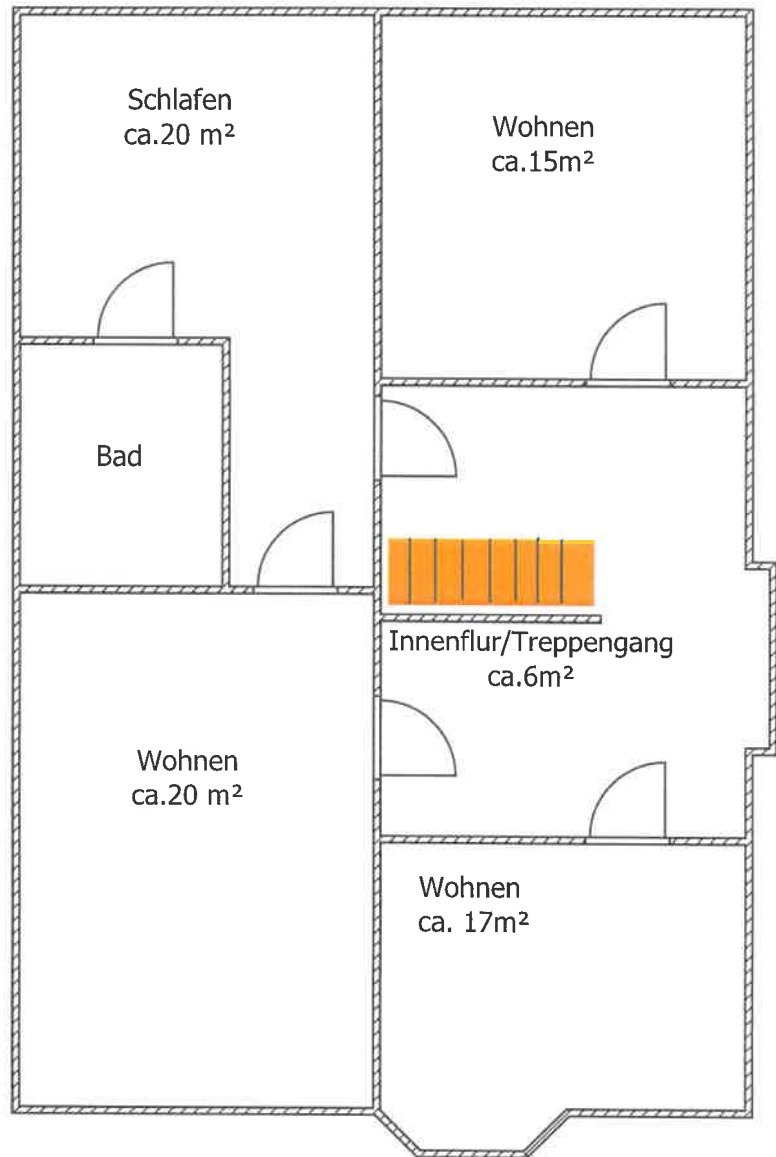 Schlafen
ca.20 m²
Wohnen
ca.15m²
Bad
Innenflur/Treppengang
ca.6m²
Wohnen
ca.20 m²
Wohnen
ca. 17m²